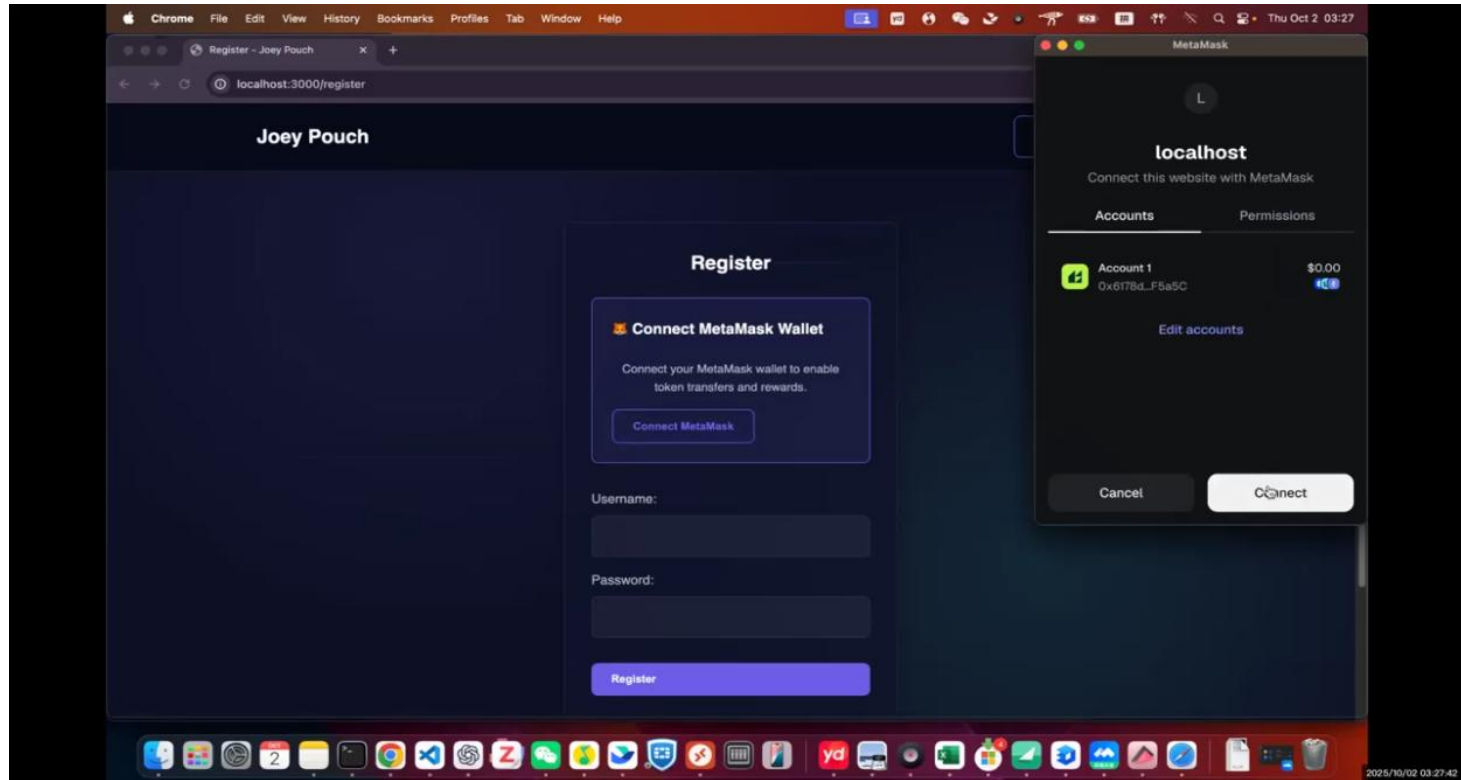 Chrome File Edit View History Bookmarks Profiles Tab Window Help Thu Oct 2 03:27
Register - Joey Pouch
localhost:3000/register
Joey Pouch
Register
Connect MetaMask Wallet
Connect your MetaMask wallet to enable
token transfers and rewards.
Connect MetaMask
Username:
Password:
Register
MetaMask
L
localhost
Connect this website with MetaMask
Accounts Permissions
Account 1 $0.00
0x6178d...F5a5C
Edit accounts
Cancel Connect
OCT
2
yd
2025/10/02 03:27:42